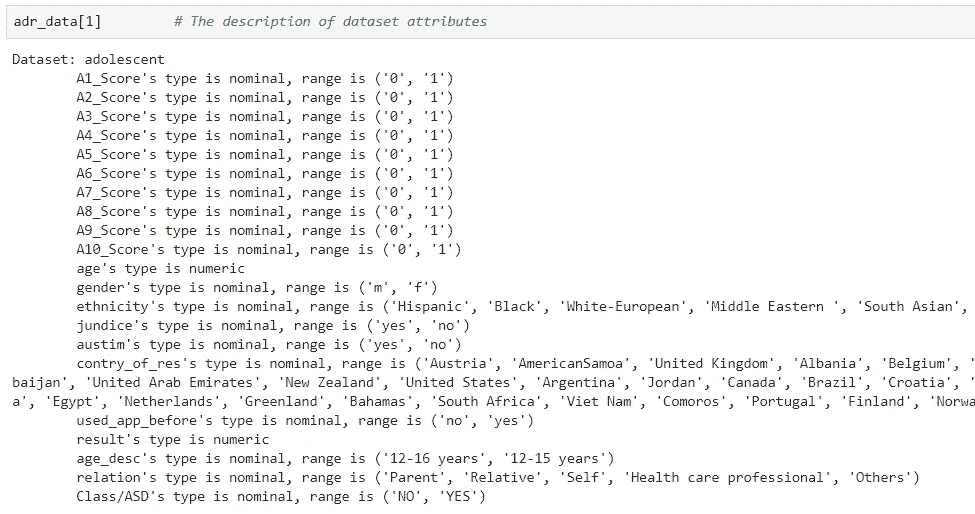 adr_data[1] # The description of dataset attributes
Dataset: adolescent
A1_Score's type is nominal, range is ('0', '1')
A2_Score's type is nominal, range is ('0', '1')
A3_Score's type is nominal, range is ('0', '1')
A4_Score's type is nominal, range is ('0', '1')
A5_Score's type is nominal, range is ('0', '1')
A6_Score's type is nominal, range is ('0', '1')
A7_Score's type is nominal, range is ('0', '1')
A8_Score's type is nominal, range is ('0', '1')
A9_Score's type is nominal, range is ('0', '1')
A10_Score's type is nominal, range is ('0', '1')
age's type is numeric
gender's type is nominal, range is ('m', 'f')
ethnicity's type is nominal, range is ('Hispanic', 'Black', 'White-European', 'Middle Eastern ', 'South Asian',
jundice's type is nominal, range is ('yes', 'no')
austim's type is nominal, range is ('yes', 'no')
contry_of_res's type is nominal, range is ('Austria', 'AmericanSamoa', 'United Kingdom', 'Albania', 'Belgium', '
baijan', 'United Arab Emirates', 'New Zealand', 'United States', 'Argentina', 'Jordan', 'Canada', 'Brazil', 'Croatia', '
a', 'Egypt', 'Netherlands', 'Greenland', 'Bahamas', 'South Africa', 'Viet Nam', 'Comoros', 'Portugal', 'Finland', 'Norwa
used_app_before's type is nominal, range is ('no', 'yes')
result's type is numeric
age_desc's type is nominal, range is ('12-16 years', '12-15 years')
relation's type is nominal, range is ('Parent', 'Relative', 'Self', 'Health care professional', 'Others')
Class/ASD's type is nominal, range is ('NO', 'YES')